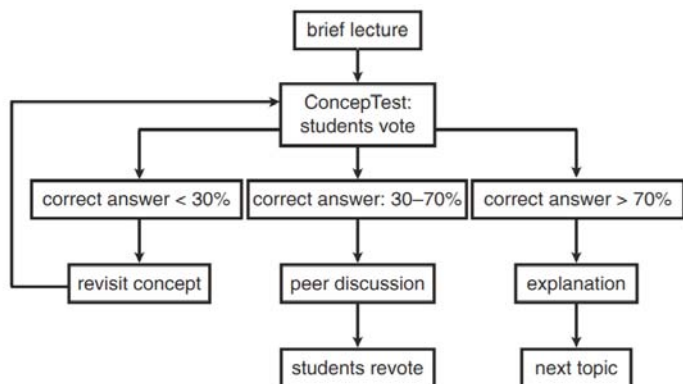 brief lecture
ConcepTest:
students vote
correct answer < 30%
correct answer: 30–70%
correct answer > 70%
revisit concept
peer discussion
explanation
students revote
next topic